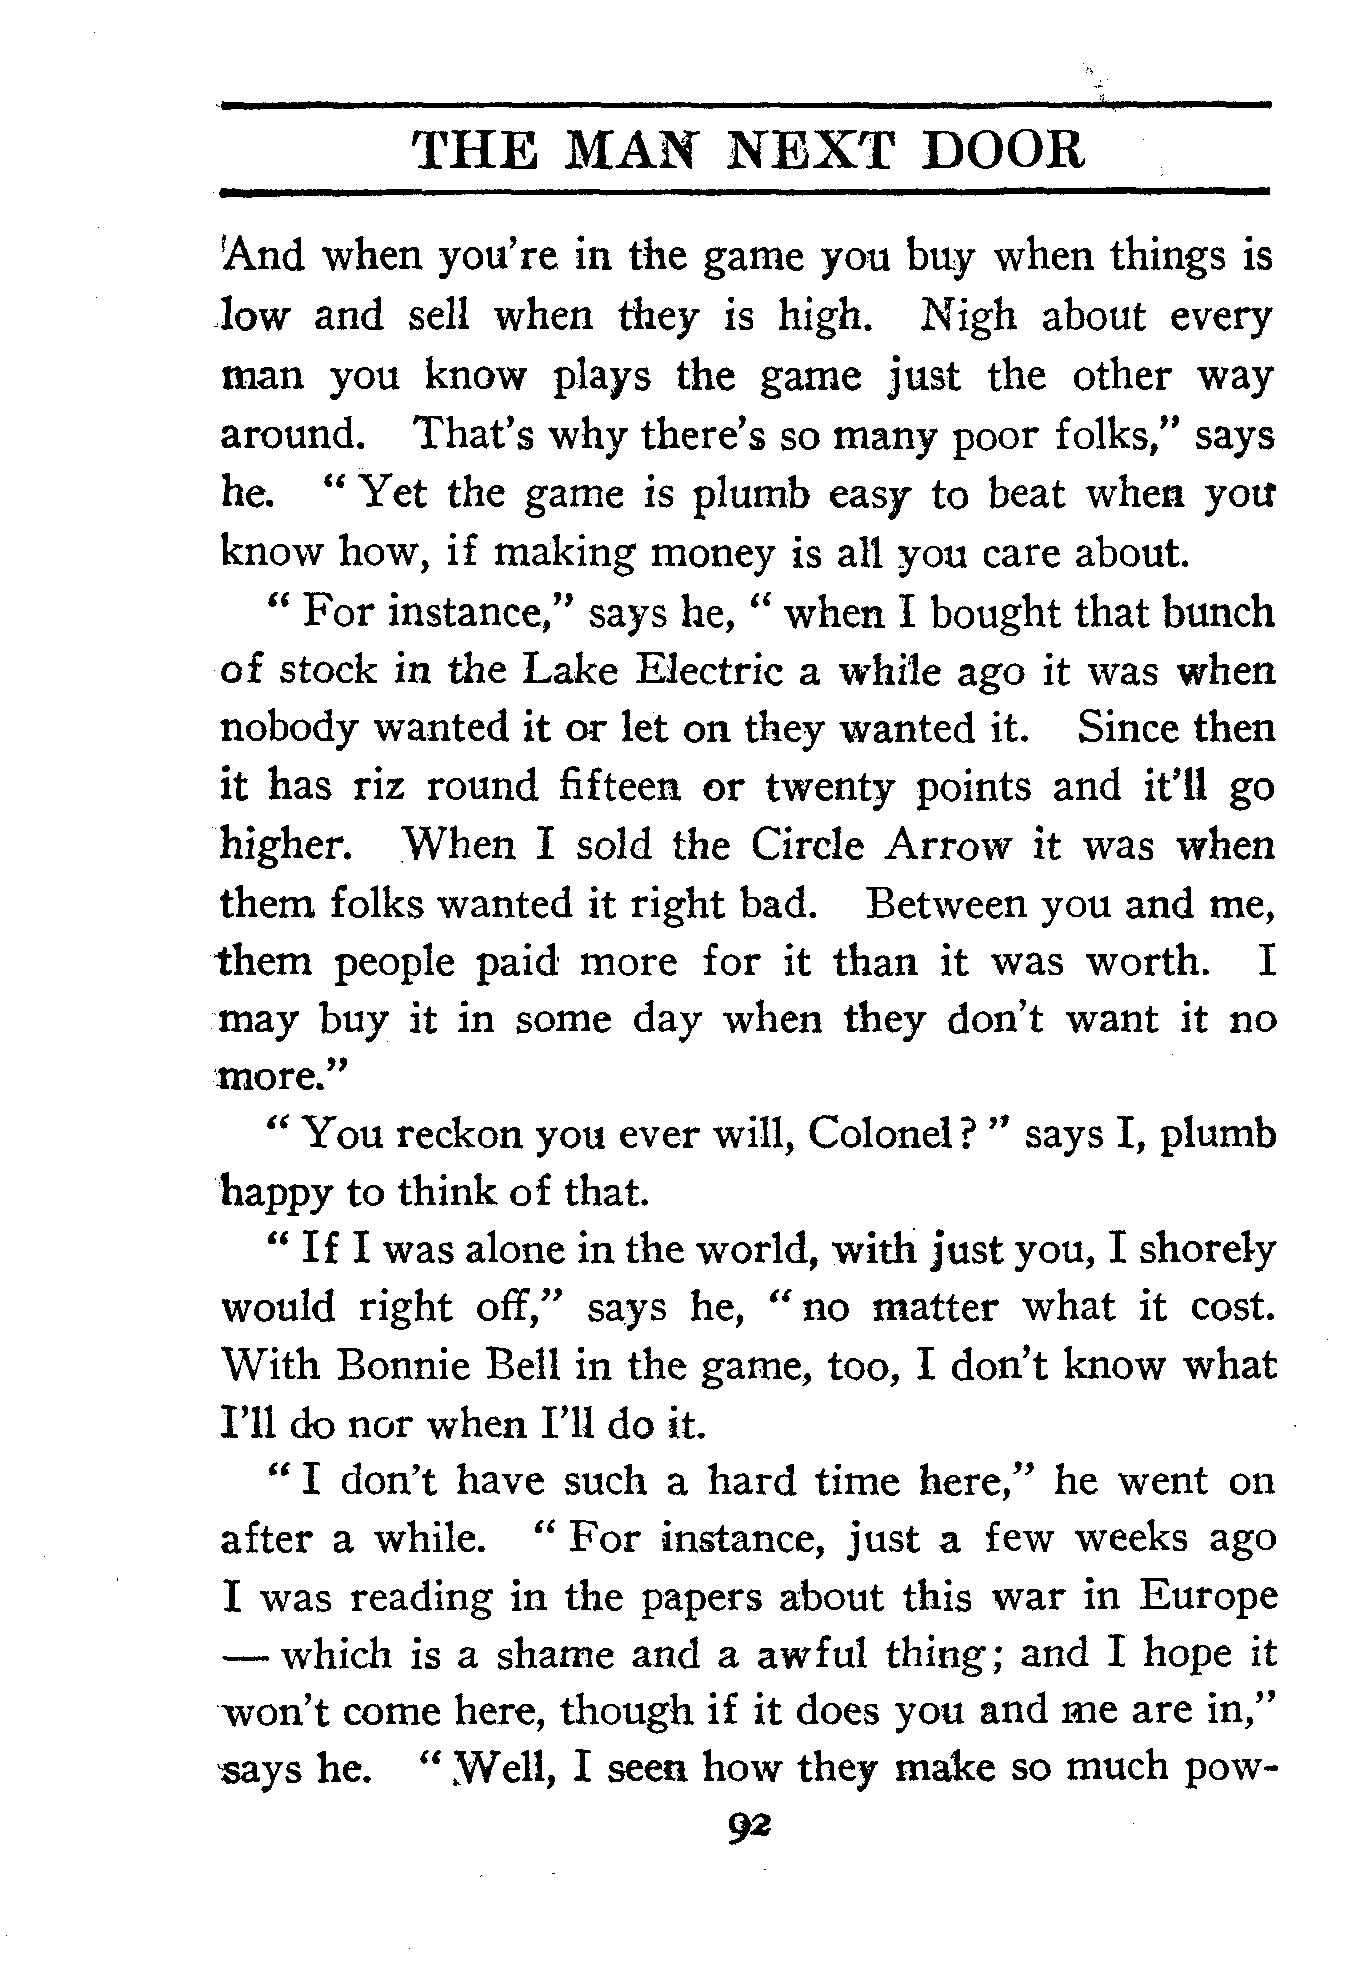 THE MAN NEXT DOOR
And when you're in the game you buy when things is
low and sell when they is high. Nigh about every
man you know plays the game just the other way
around. That's why there's so many poor folks," says
he. " Yet the game is plumb easy to beat when you
know how, if making money is all you care about.
" For instance," says he, " when I bought that bunch
of stock in the Lake Electric a while ago it was when
nobody wanted it or let on they wanted it. Since then
it has riz round fifteen or twenty points and it'll go
higher. When I sold the Circle Arrow it was when
them folks wanted it right bad. Between you and me,
them people paid more for it than it was worth. I
may buy it in some day when they don't want it no
more."
" You reckon you ever will, Colonel? " says I, plumb
happy to think of that.
" If I was alone in the world, with just you, I shorely
would right off," says he, " no matter what it cost.
With Bonnie Bell in the game, too, I don't know what
I'll do nor when I'll do it.
" I don't have such a hard time here," he went on
after a while. " For instance, just a few weeks ago
I was reading in the papers about this war in Europe
— which is a shame and a awful thing; and I hope it
won't come here, though if it does you and me are in,"
says he. " Well, I seen how they make so much pow-
92